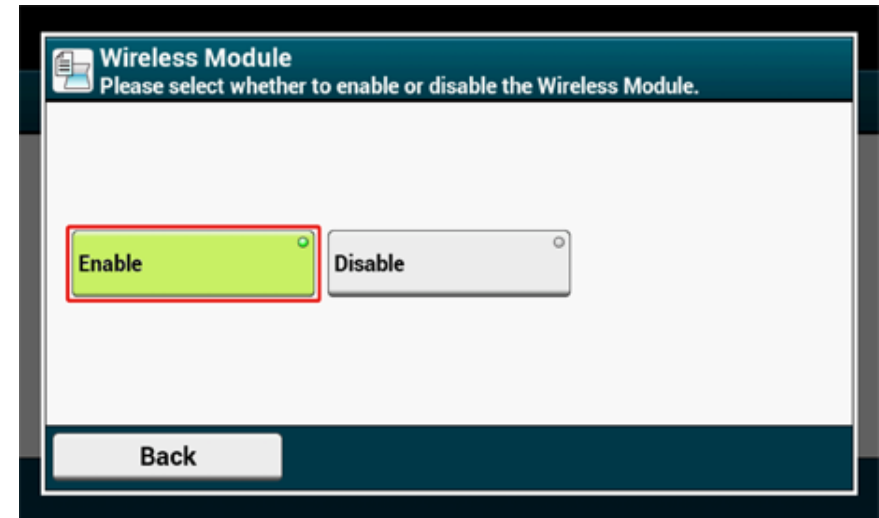 Wireless Module
Please select whether to enable or disable the Wireless Module.
Enable
Disable
Back